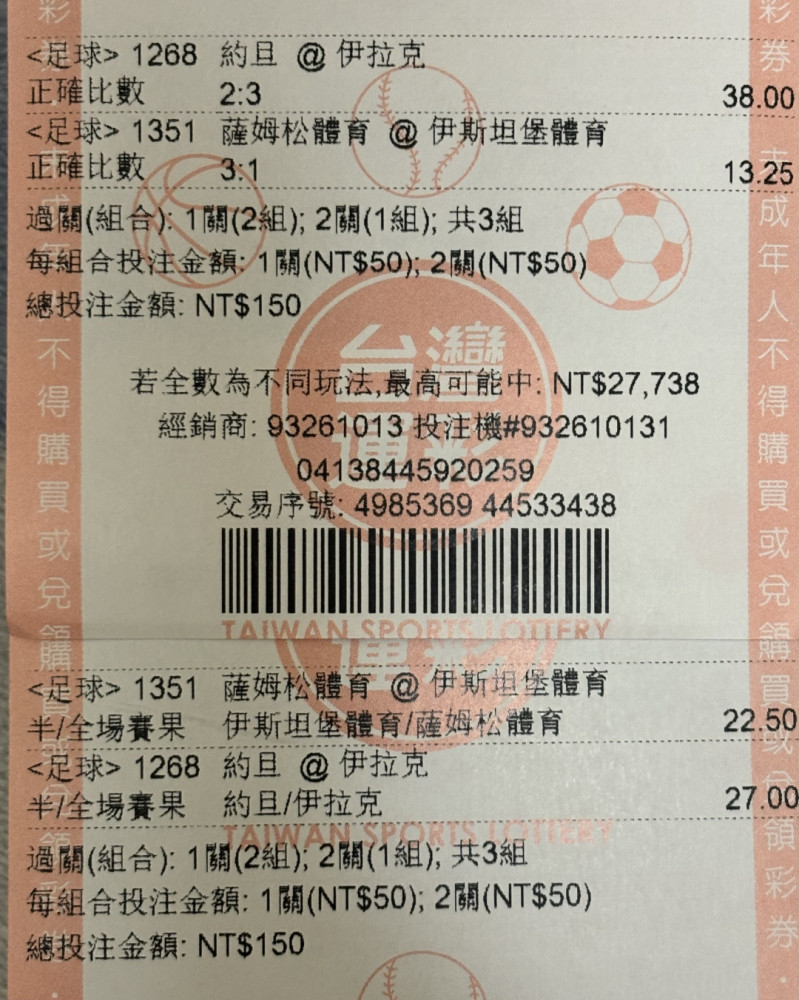 <足球> 1268 約旦 @ 伊拉克
正確比數 2:3 38.00
<足球> 1351 薩姆松體育 @ 伊斯坦堡體育
正確比數 3:1 13.25
過關(組合): 1關(2組); 2關(1組); 共3組
每組合投注金額: 1關(NT$50); 2關(NT$50)
總投注金額: NT$150
若全數為不同玩法,最高可能中: NT$27,738
經銷商: 93261013 投注機#932610131
04138445920259
交易序號: 4985369 44533438
台灣
運彩
TAIWAN SPORTS LOTTERY
<足球> 1351 薩姆松體育 @ 伊斯坦堡體育
半/全場賽果 伊斯坦堡體育/薩姆松體育 22.50
<足球> 1268 約旦 @ 伊拉克
半/全場賽果 約旦/伊拉克 27.00
TAIWAN SPORTS LOTTERY
過關(組合): 1關(2組); 2關(1組); 共3組
每組合投注金額: 1關(NT$50); 2關(NT$50)
總投注金額: NT$150
不得購買或兌領
彩券
成年人不得購買或兌領彩券